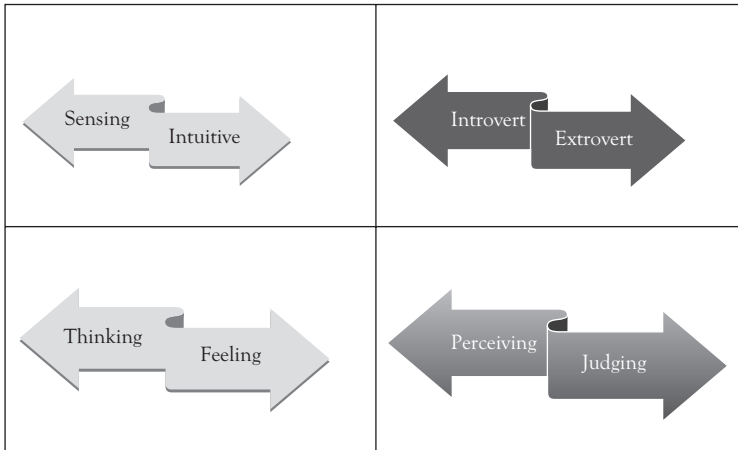 Sensing
Intuitive
Introvert
Extrovert
Thinking
Feeling
Perceiving
Judging